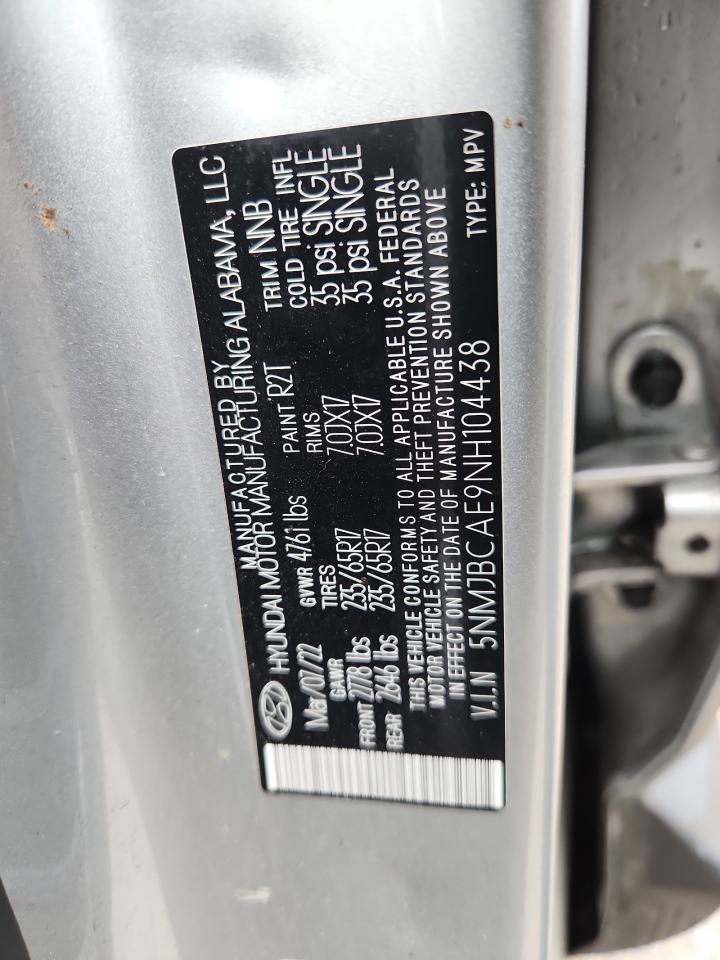 MANUFACTURED BY
HYUNDAI MOTOR MANUFACTURING ALABAMA, LLC
Mar/07/22 GVWR 4761 lbs PAINT R2T TRIM NNB
GAWR TIRES RIMS COLD TIRE INFL
FRONT 2778 lbs 235/65R17 7.0JX17 35 psi SINGLE
REAR 2646 lbs 235/65R17 7.0JX17 35 psi SINGLE
THIS VEHICLE CONFORMS TO ALL APPLICABLE U.S.A. FEDERAL
MOTOR VEHICLE SAFETY AND THEFT PREVENTION STANDARDS
IN EFFECT ON THE DATE OF MANUFACTURE SHOWN ABOVE
V.I.N 5NMJBCAE9NH104438 TYPE: MPV